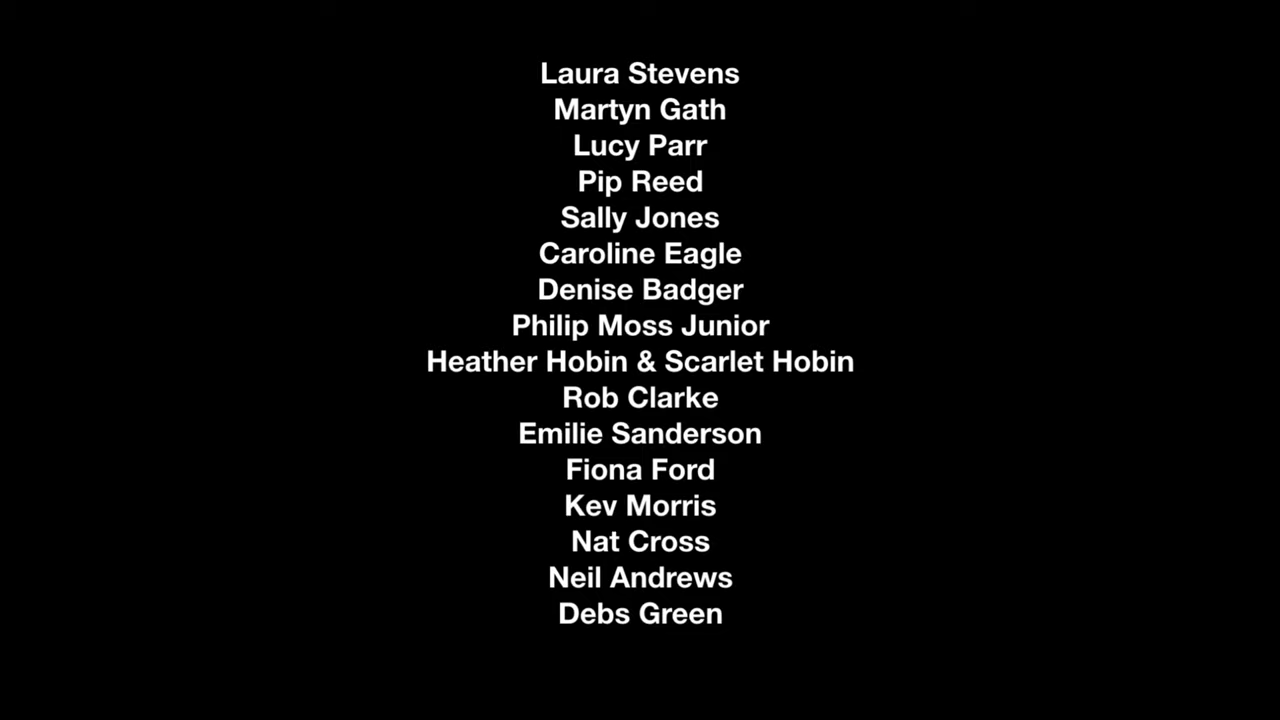 Laura Stevens
Martyn Gath
Lucy Parr
Pip Reed
Sally Jones
Caroline Eagle
Denise Badger
Philip Moss Junior
Heather Hobin & Scarlet Hobin
Rob Clarke
Emilie Sanderson
Fiona Ford
Kev Morris
Nat Cross
Neil Andrews
Debs Green